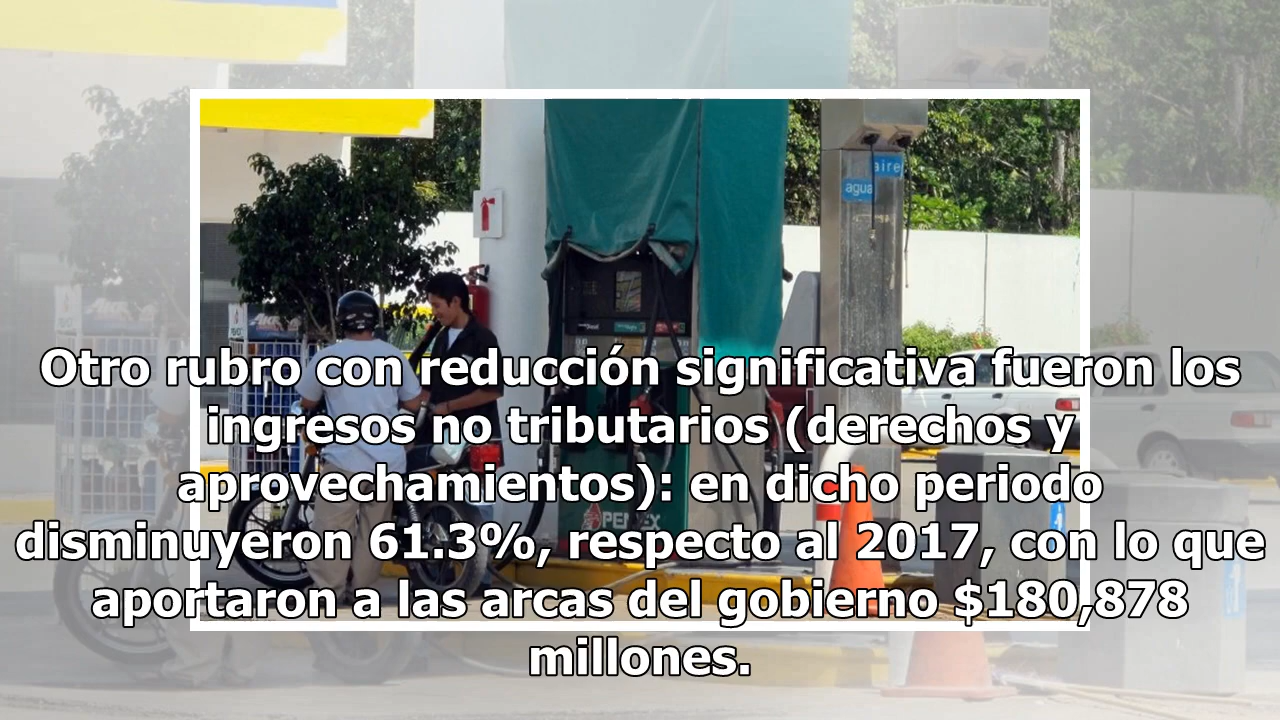 aire
agua
Otro rubro con reducción significativa fueron los
ingresos no tributarios (derechos y
aprovechamientos): en dicho periodo
disminuyeron 61.3%, respecto al 2017, con lo que
PEMEX
aportaron a las arcas del gobierno $180,878
millones.